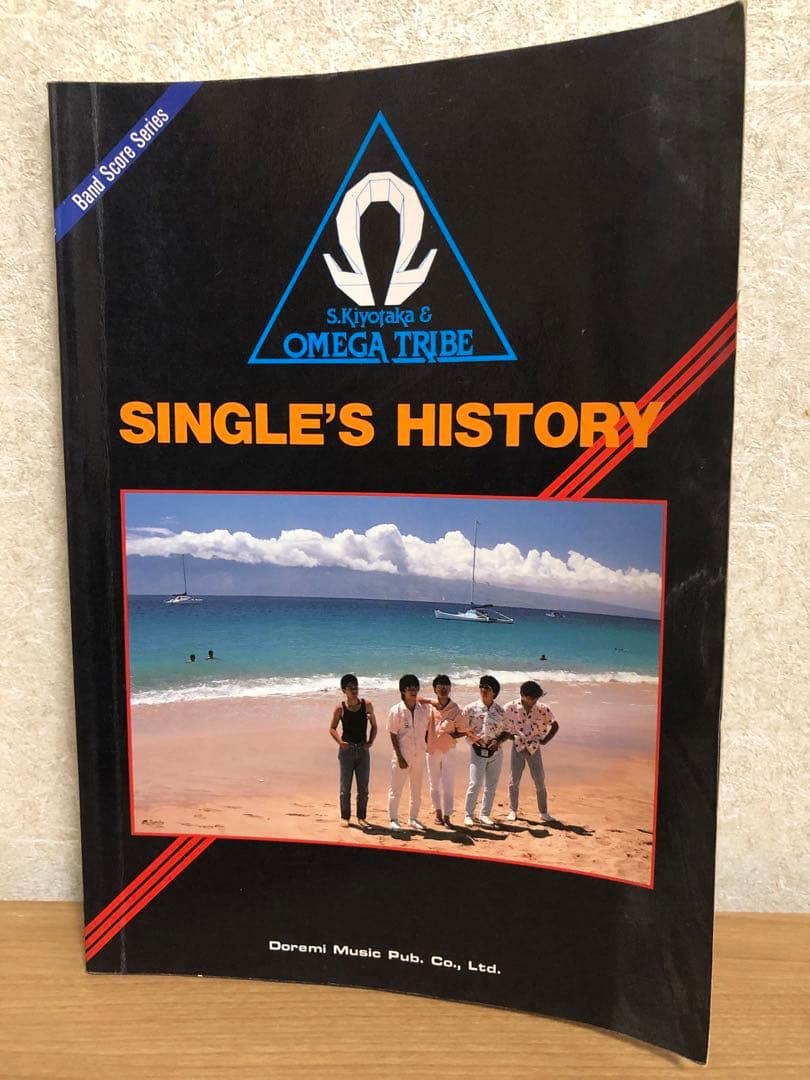 Band Score Series
S.Kiyotaka &
OMEGA TRIBE
SINGLE'S HISTORY
Doremi Music Pub. Co., Ltd.